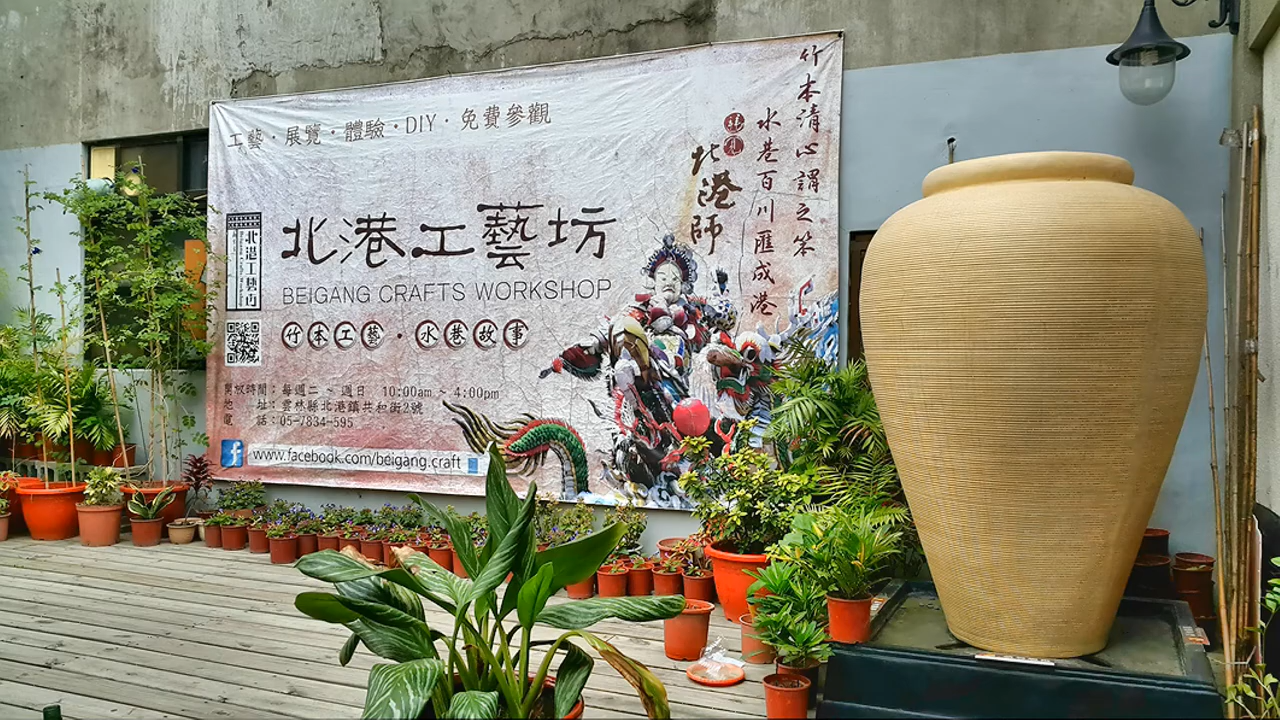 工藝·展覽·體驗·DIY·免費參觀
北港工藝坊
BEIGANG CRAFTS WORKSHOP
竹本工藝·水巷故事
北港工藝坊
開放時間：每週二~週日 10:00am ~ 4:00pm
地 址：雲林縣北港鎮共和街2號
電 話：05-7834-595
www.facebook.com/beigang.craft
竹本清心謂之笨
水巷百川匯成港
北港師